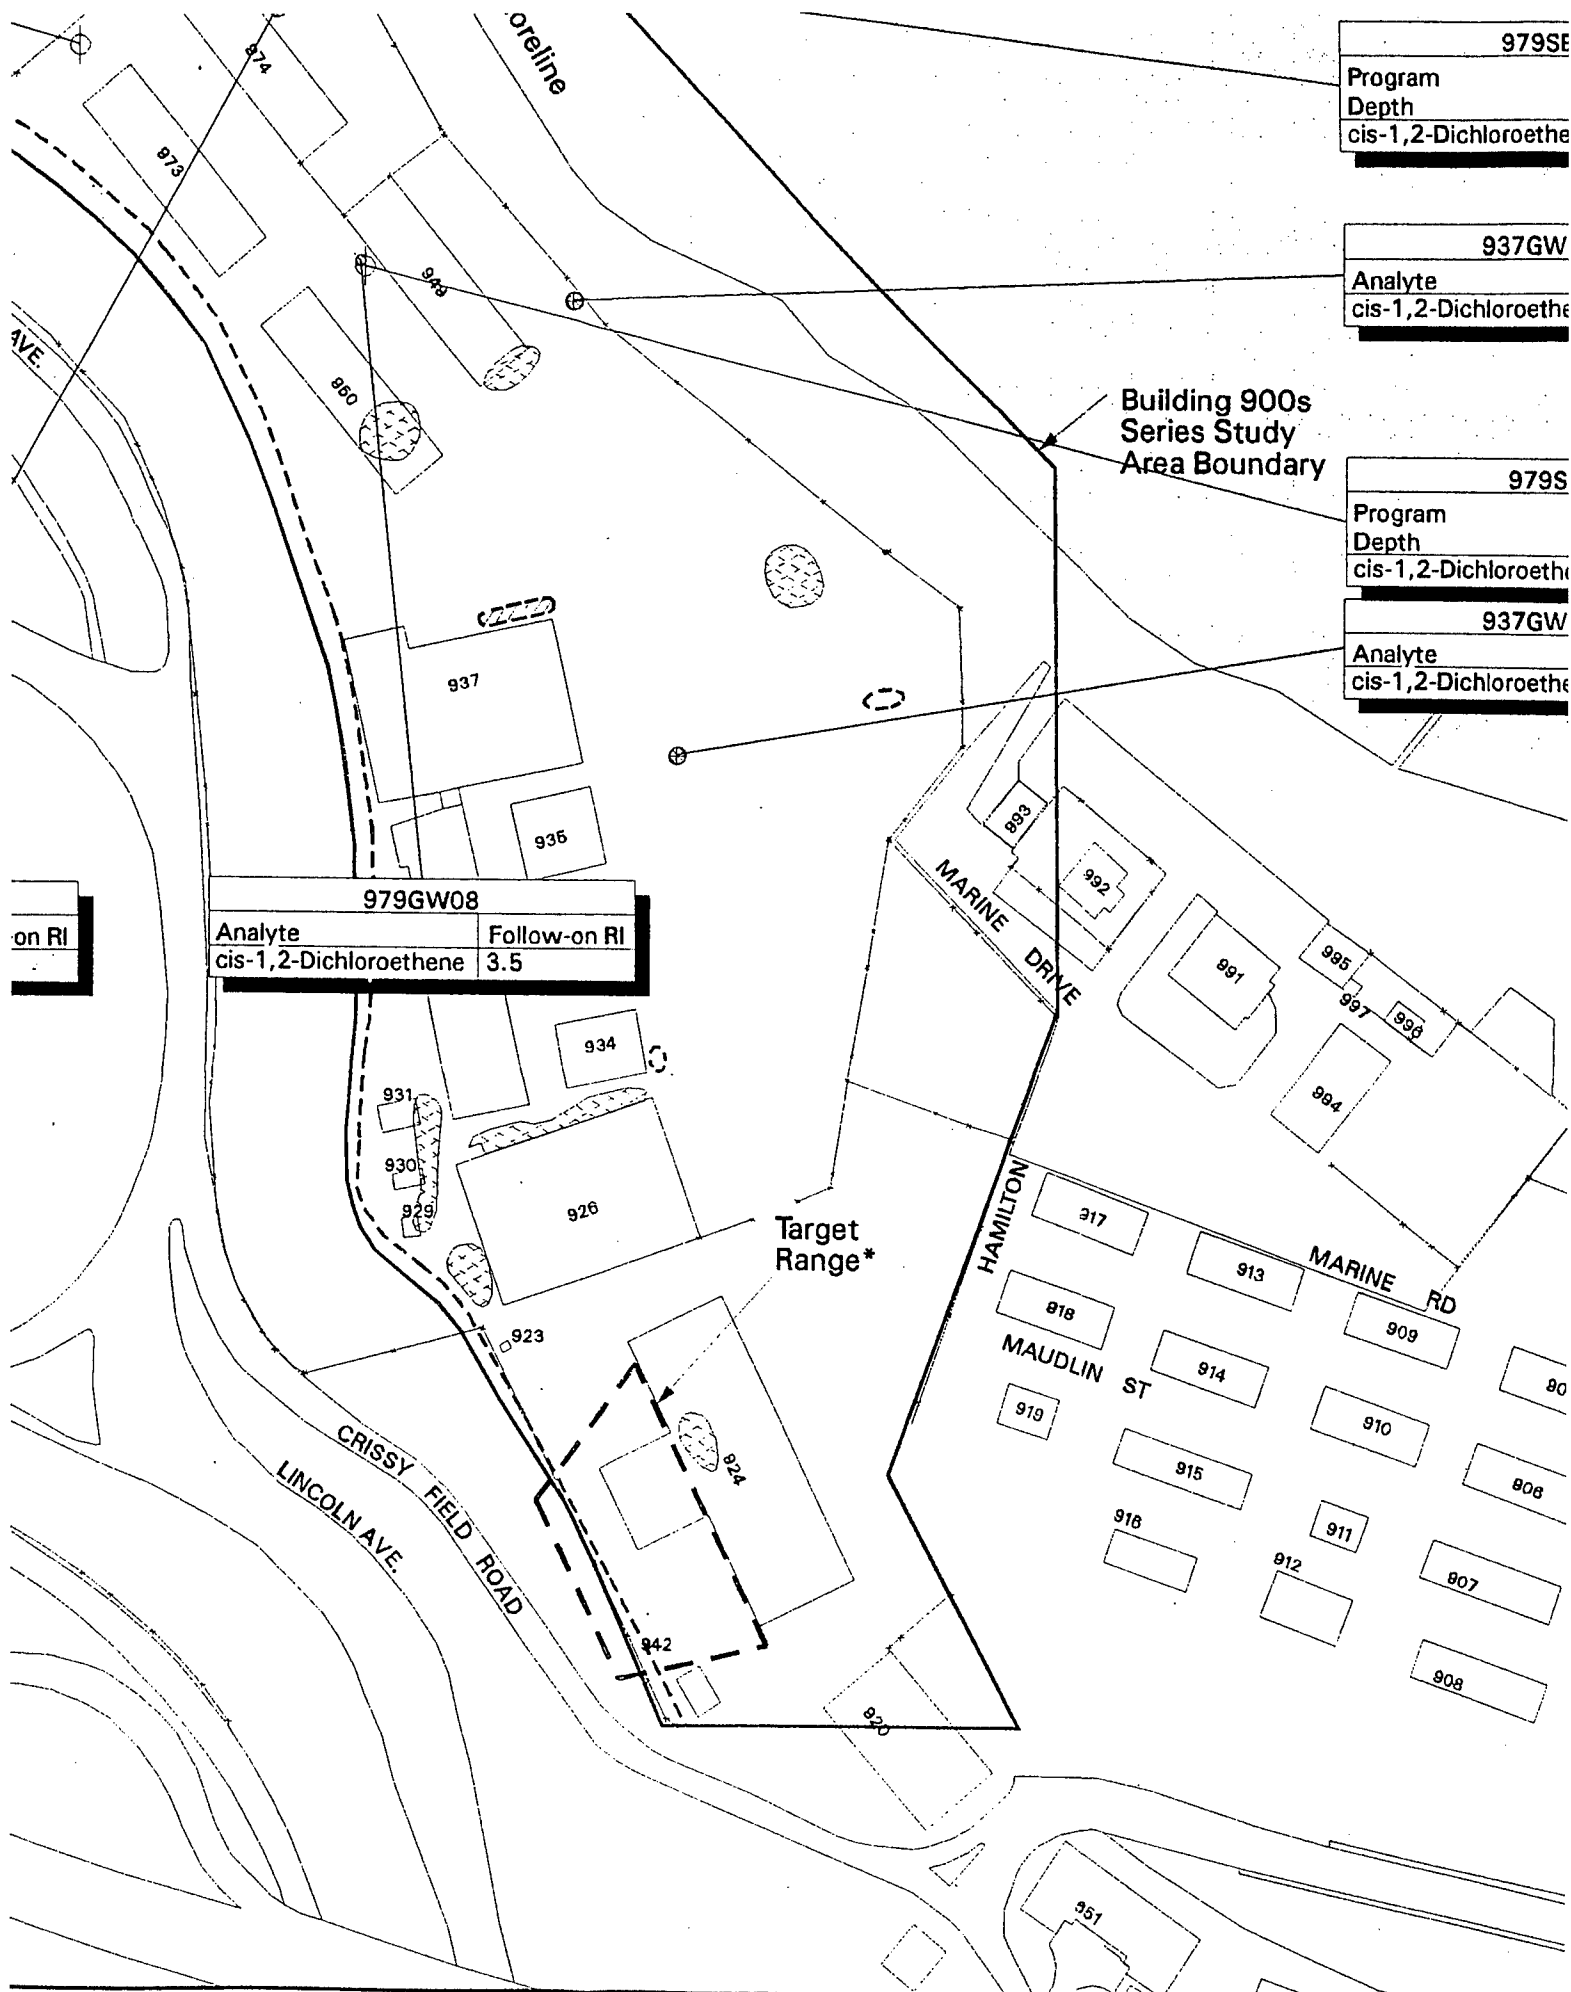 oreline
979SE
Program
Depth
cis-1,2-Dichloroethe
974
973
937GW
Analyte
cis-1,2-Dichloroethe
949
AVE.
950
Building 900s
Series Study
Area Boundary
979S
Program
Depth
cis-1,2-Dichloroethe
937GW
Analyte
cis-1,2-Dichloroethe
937
935
993
992
MARINE DRIVE
991
995
997
996
994
on RI
979GW08
Analyte Follow-on RI
cis-1,2-Dichloroethene 3.5
934
931
930
929
926
Target
Range*
HAMILTON
917
913
MARINE RD
909
918
MAUDLIN ST
914
90
919
910
915
906
916
911
912
907
908
923
924
CRISSY FIELD ROAD
LINCOLN AVE.
942
920
951